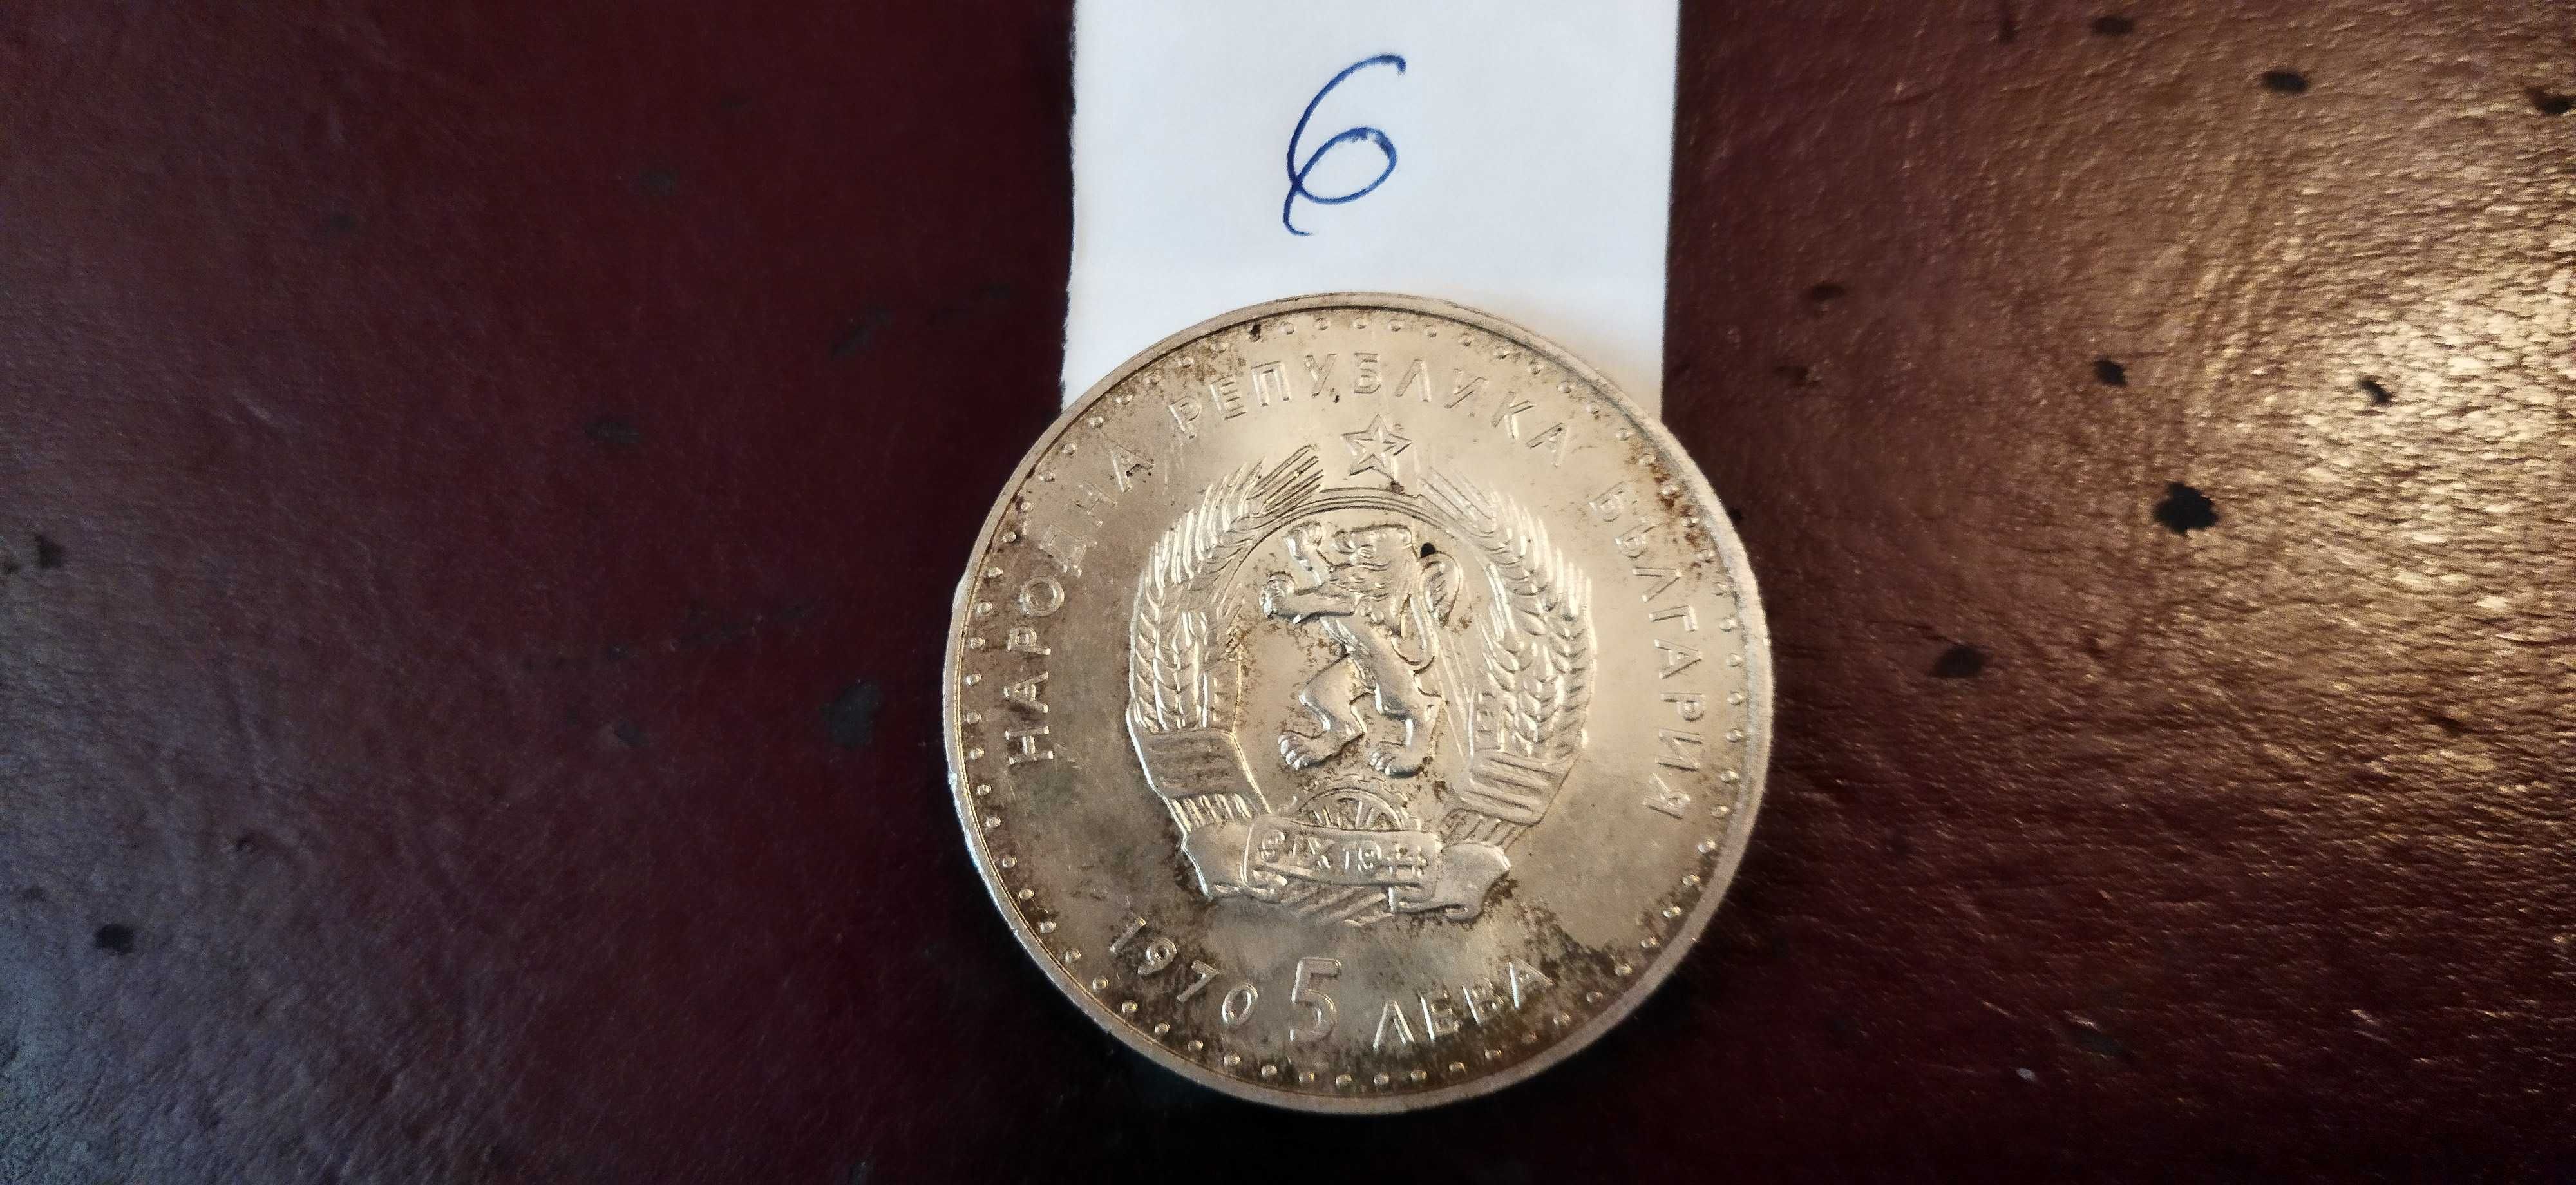 6
НАРОДНА РЕПУБЛИКА БЪЛГАРИЯ
9 IX 1944
1970 5 ЛЕВА